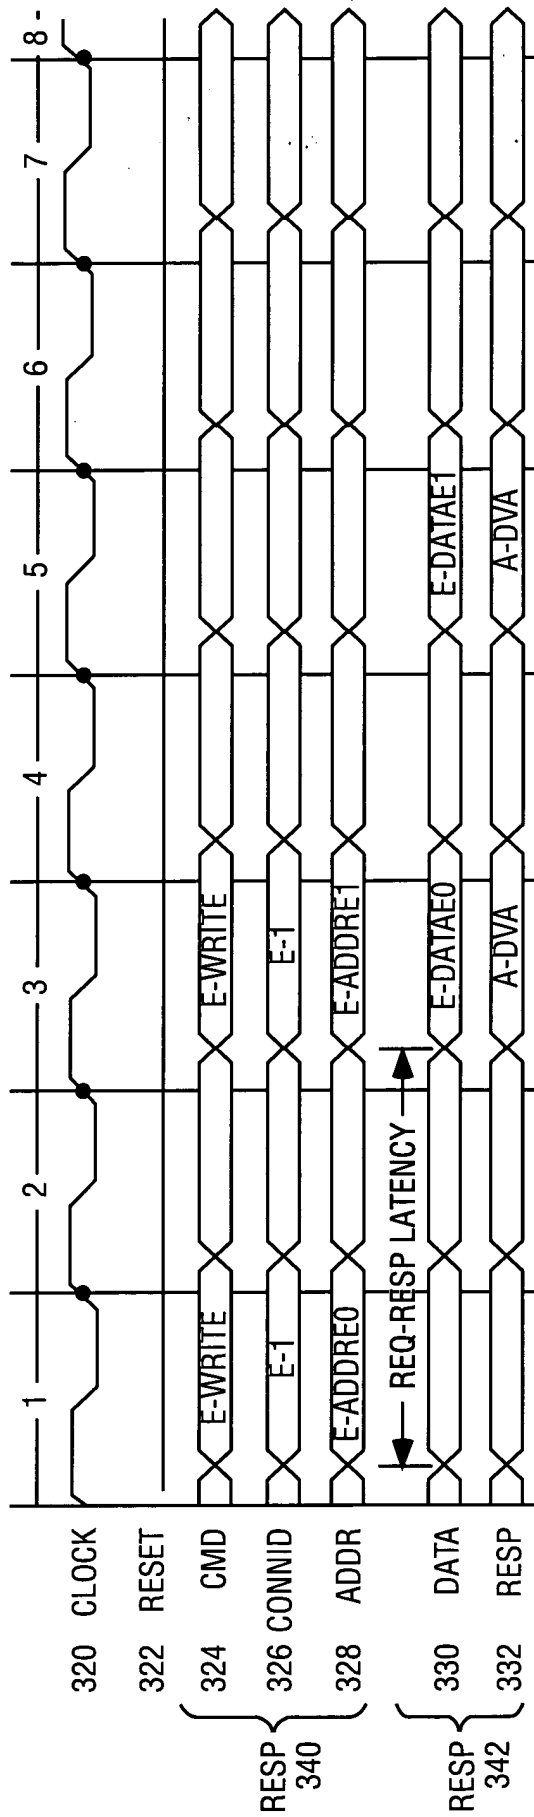 1 2 3 4 5 6 7 8
320 CLOCK
322 RESET
324 CMD E-WRITE E-WRITE
326 CONNID E-1 E-1
328 ADDR E-ADDRE0 E-ADDRE1
RESP
340
REQ-RESP LATENCY
330 DATA E-DATAE0 E-DATAE1
332 RESP A-DVA A-DVA
RESP
342